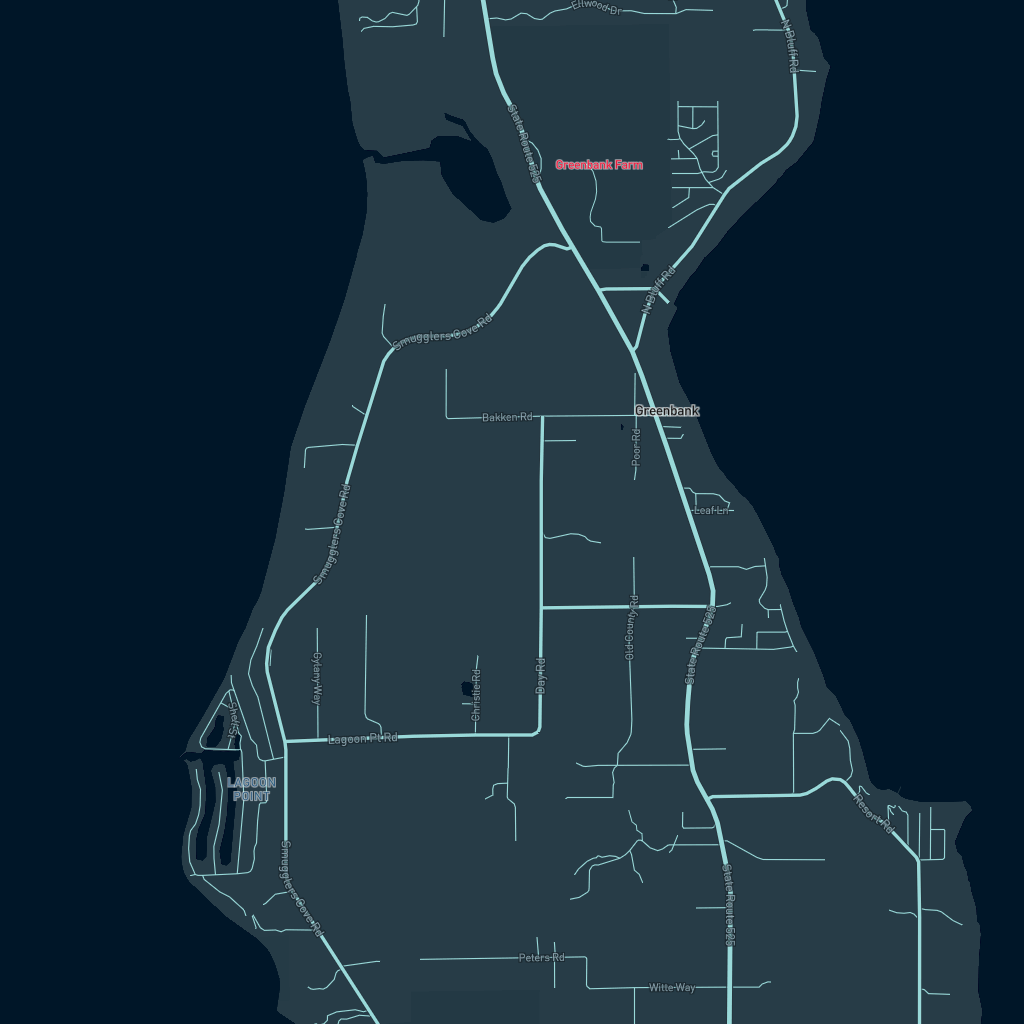 Ellwood Dr
N Bluff Rd
State Route 525
Greenbank Farm
N Bluff Rd
Smugglers Cove Rd
Greenbank
Bakken Rd
Poor Rd
Smugglers Cove Rd
Leaf Ln
Old County Rd
State Route 525
Gylany Way
Christie Rd
Day Rd
Shell St
Lagoon Pt Rd
LAGOON
POINT
Resort Rd
Smugglers Cove Rd
State Route 525
Peters Rd
Witte Way